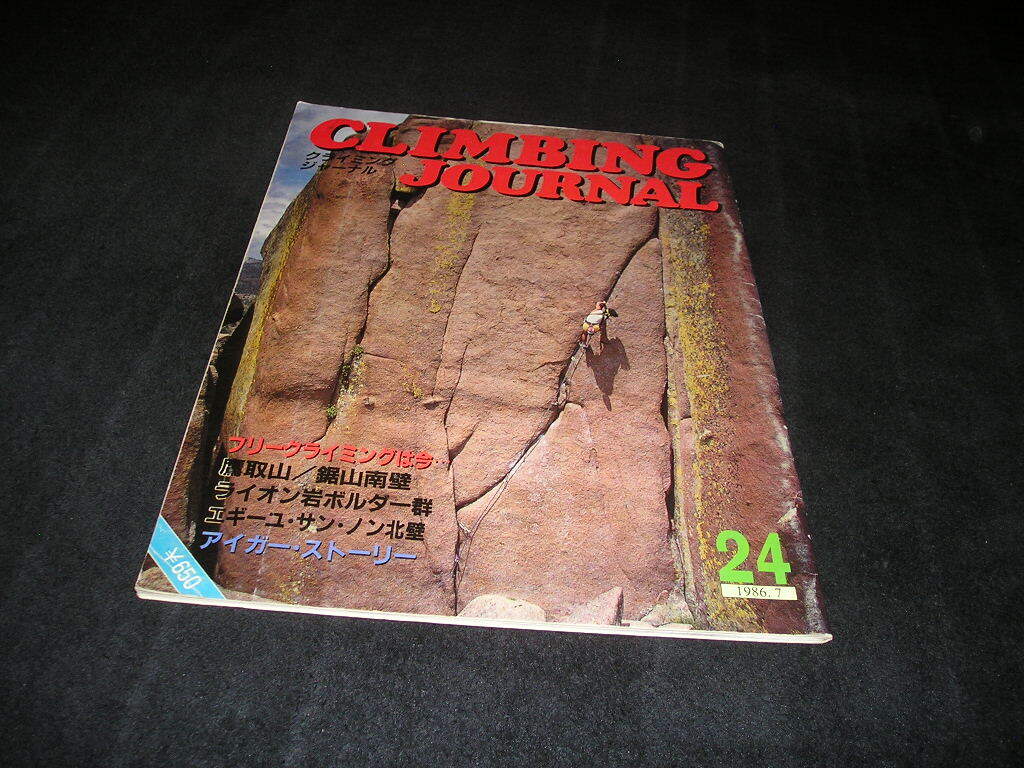 CLIMBING
JOURNAL
クライミング
ジャーナル
フリークライミングは今…
鷹取山/鋸山南壁
ライオン岩ボルダー群
エギーユ・サン・ノン北壁
アイガー・ストーリー
¥650
24
1986.7